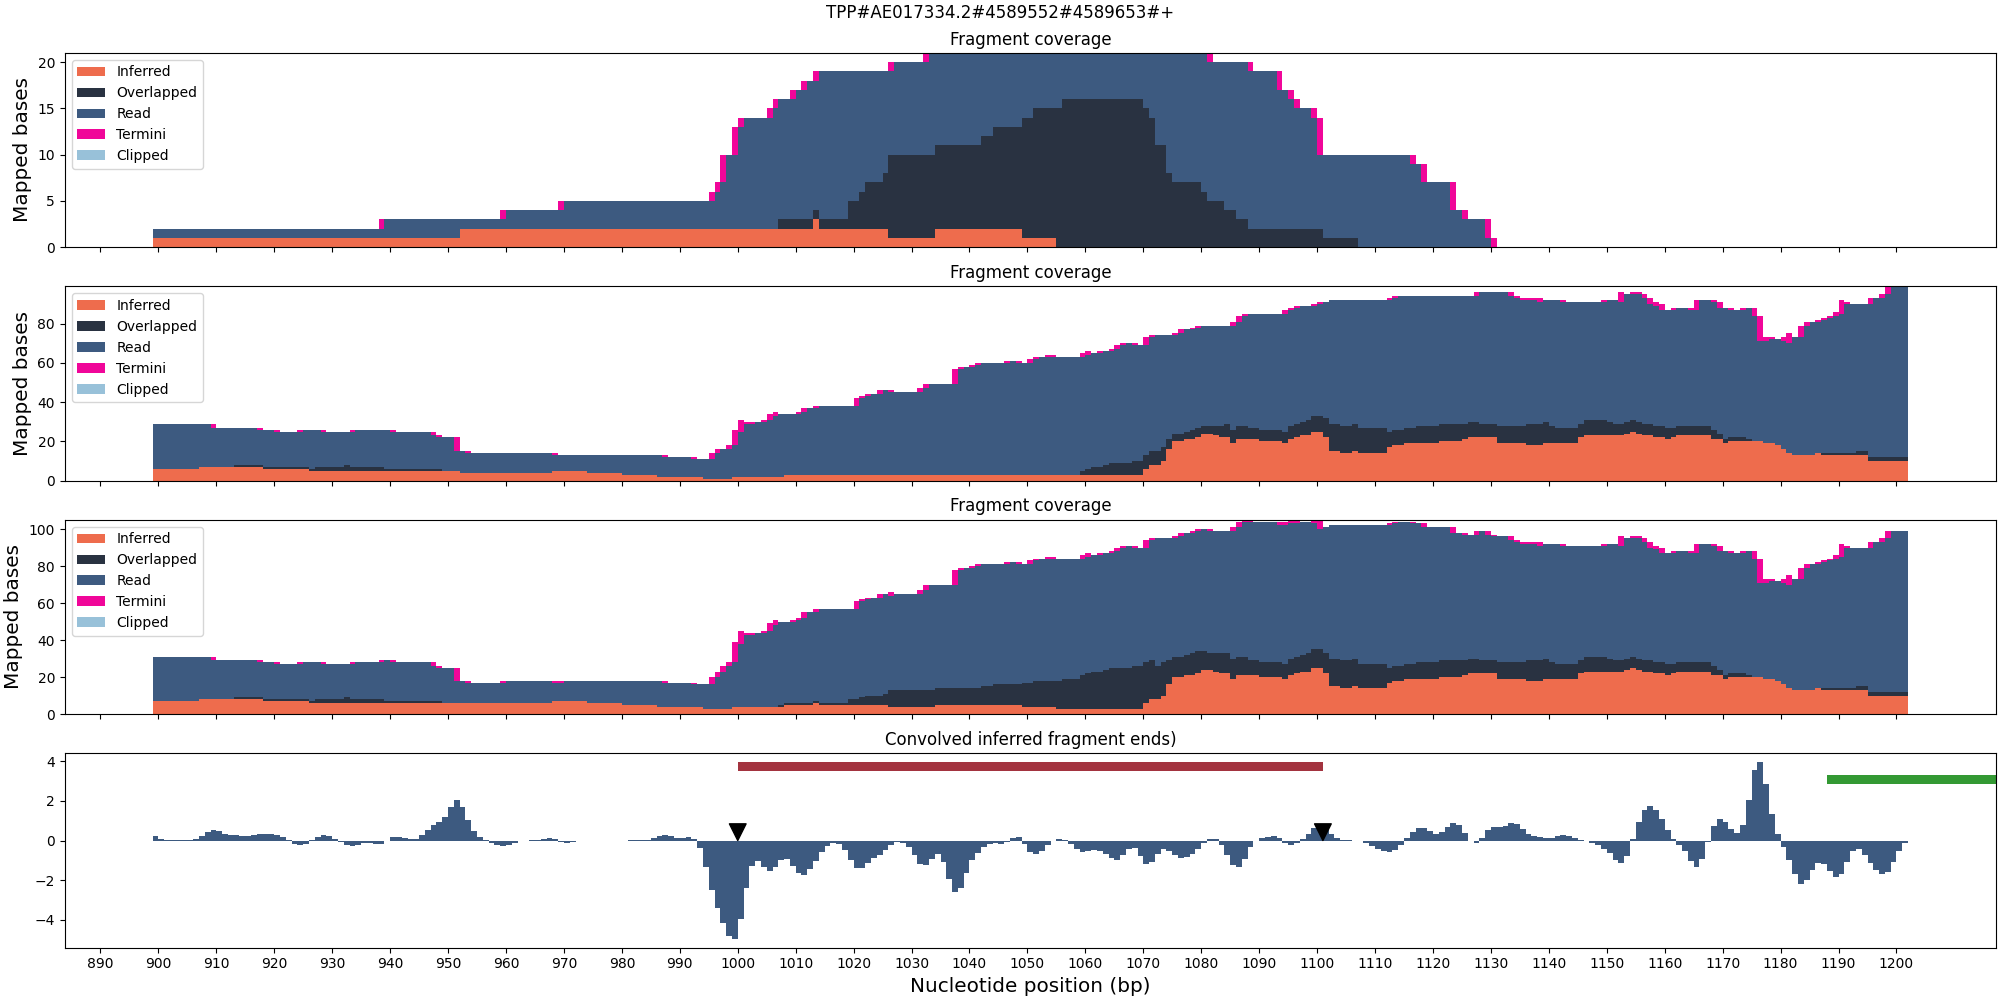 TPP#AE017334.2#4589552#4589653#+
Fragment coverage
Mapped bases
20
15
10
5
0
Inferred
Overlapped
Read
Termini
Clipped
Fragment coverage
Mapped bases
80
60
40
20
0
Inferred
Overlapped
Read
Termini
Clipped
Fragment coverage
Mapped bases
100
80
60
40
20
0
Inferred
Overlapped
Read
Termini
Clipped
Convolved inferred fragment ends)
4
2
0
−2
−4
890 900 910 920 930 940 950 960 970 980 990 1000 1010 1020 1030 1040 1050 1060 1070 1080 1090 1100 1110 1120 1130 1140 1150 1160 1170 1180 1190 1200
Nucleotide position (bp)